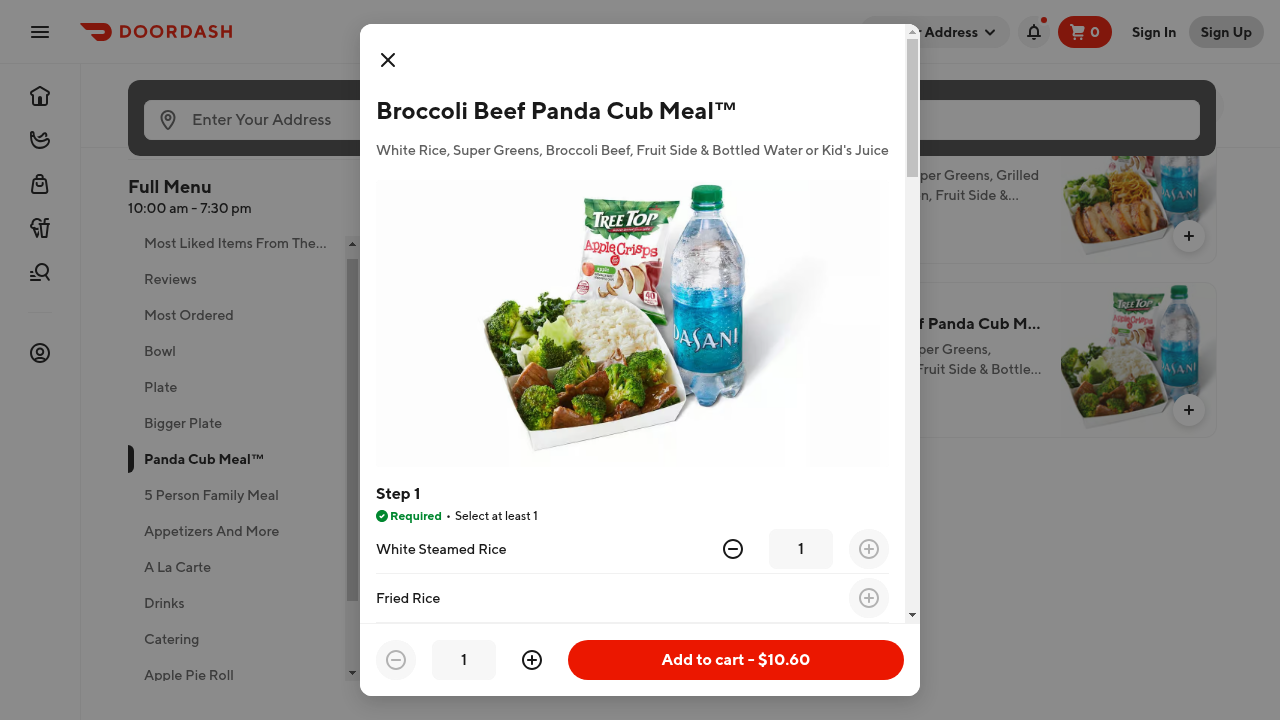 DOORDASH
Address
0
Sign In
Sign Up
Enter Your Address
Full Menu
10:00 am - 7:30 pm
Most Liked Items From The...
Reviews
Most Ordered
Bowl
Plate
Bigger Plate
Panda Cub Meal™
5 Person Family Meal
Appetizers And More
A La Carte
Drinks
Catering
Apple Pie Roll
Broccoli Beef Panda Cub Meal™
White Rice, Super Greens, Broccoli Beef, Fruit Side & Bottled Water or Kid's Juice
TREE TOP
Apple Crisps
DASANI
Step 1
Required • Select at least 1
White Steamed Rice
1
Fried Rice
1
Add to cart - $10.60
per Greens, Grilled
n, Fruit Side &...
f Panda Cub M...
per Greens,
Fruit Side & Bottle...
TREE TOP